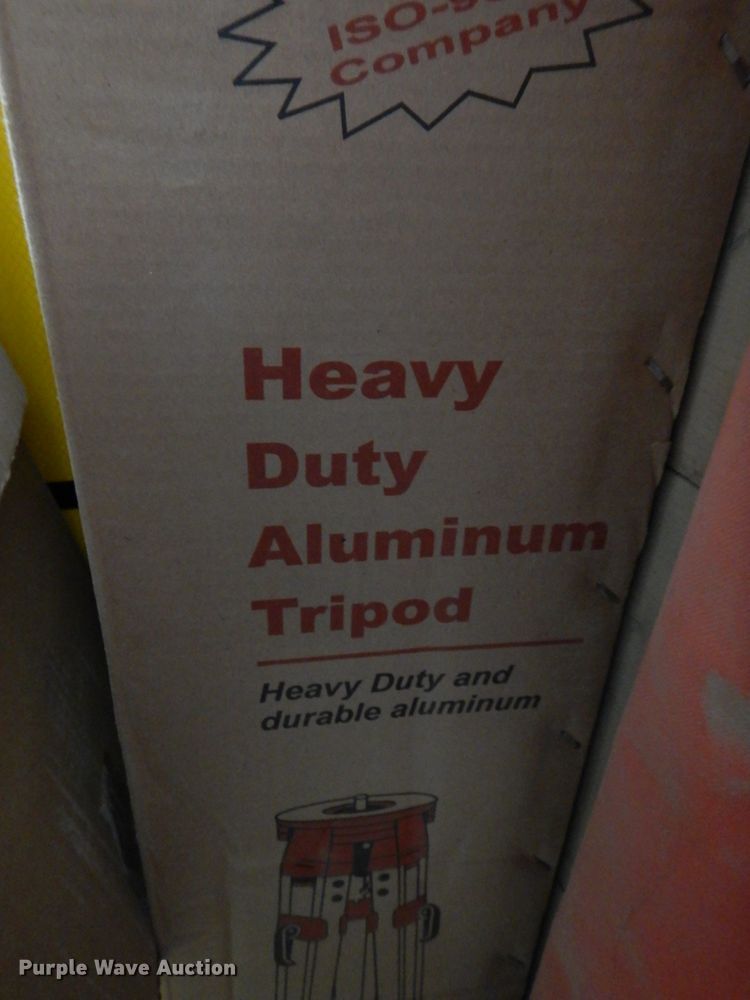 Company
Heavy
Duty
Aluminum
Tripod
Heavy Duty and
durable aluminum
Purple Wave Auction